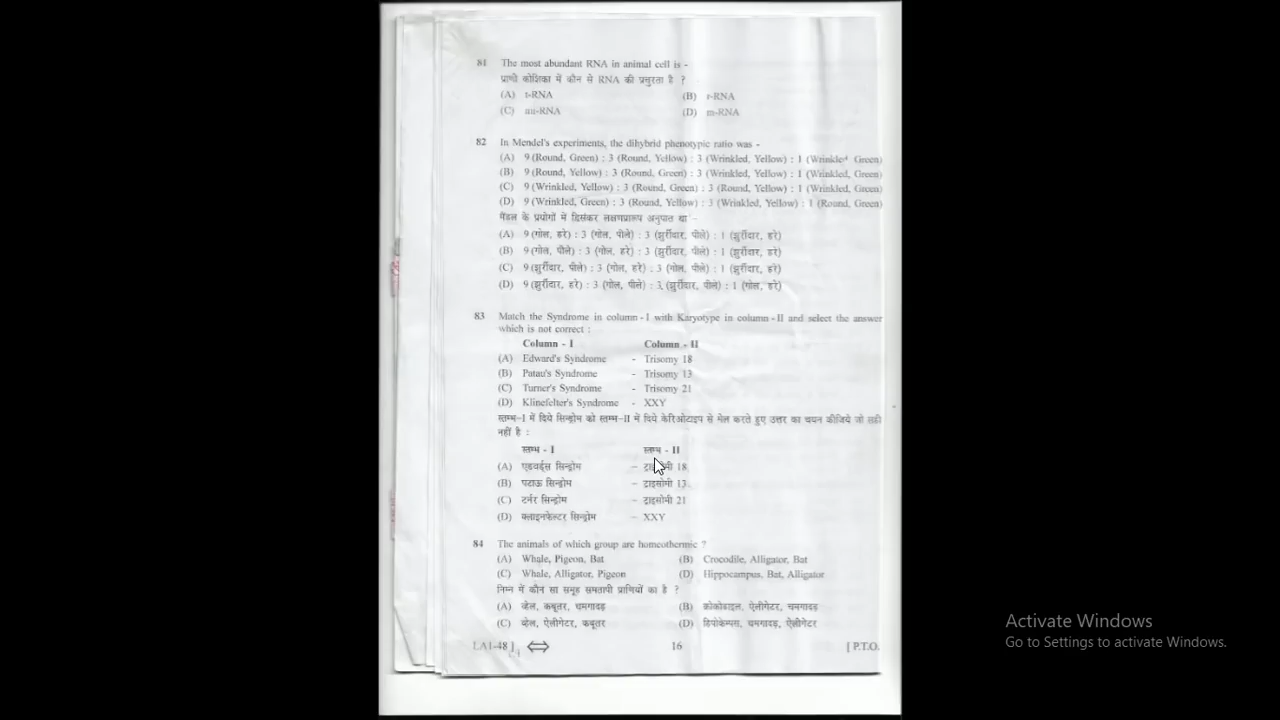 81 The most abundant RNA in animal cell is -
प्राणी कोशिका में कौन से RNA की प्रचुरता है ?
(A) t-RNA (B) r-RNA
(C) nu-RNA (D) m-RNA
82 In Mendel's experiments, the dihybrid phenotypic ratio was -
(A) 9 (Round, Green) : 3 (Round, Yellow) : 3 (Wrinkled, Yellow) : 1 (Wrinkled, Green)
(B) 9 (Round, Yellow) : 3 (Round, Green) : 3 (Wrinkled, Yellow) : 1 (Wrinkled, Green)
(C) 9 (Wrinkled, Yellow) : 3 (Round, Green) : 3 (Round, Yellow) : 1 (Wrinkled, Green)
(D) 9 (Wrinkled, Green) : 3 (Round, Yellow) : 3 (Wrinkled, Yellow) : 1 (Round, Green)
मैंडल के प्रयोगों में द्विसंकर लक्षणप्रारूप अनुपात था -
(A) 9 (गोल, हरे) : 3 (गोल, पीले) : 3 (झुर्रीदार, पीले) : 1 (झुर्रीदार, हरे)
(B) 9 (गोल, पीले) : 3 (गोल, हरे) : 3 (झुर्रीदार, पीले) : 1 (झुर्रीदार, हरे)
(C) 9 (झुर्रीदार, पीले) : 3 (गोल, हरे) : 3 (गोल, पीले) : 1 (झुर्रीदार, हरे)
(D) 9 (झुर्रीदार, हरे) : 3 (गोल, पीले) : 3 (झुर्रीदार, पीले) : 1 (गोल, हरे)
83 Match the Syndrome in column - I with Karyotype in column - II and select the answer
which is not correct :
Column - I Column - II
(A) Edward's Syndrome - Trisomy 18
(B) Patau's Syndrome - Trisomy 13
(C) Turner's Syndrome - Trisomy 21
(D) Klinefelter's Syndrome - XXY
स्तम्भ-I में दिये सिन्ड्रोम को स्तम्भ-II में दिये केरिओटाइप से मेल करते हुए उत्तर का चयन कीजिये जो सही
नहीं है :
स्तम्भ - I स्तम्भ - II
(A) एडवर्ड्स सिन्ड्रोम - 18
(B) पटाऊ सिन्ड्रोम - ट्राइसोमी 13
(C) टर्नर सिन्ड्रोम - ट्राइसोमी 21
(D) क्लाइनफेल्टर सिन्ड्रोम - XXY
84 The animals of which group are homeothermic ?
(A) Whale, Pigeon, Bat (B) Crocodile, Alligator, Bat
(C) Whale, Alligator, Pigeon (D) Hippocampus, Bat, Alligator
निम्न में कौन सा समूह समतापी प्राणियों का है ?
(A) व्हेल, कबूतर, चमगादड़ (B) क्रोकोडाइल, ऐलीगेटर, चमगादड़
(C) व्हेल, ऐलीगेटर, कबूतर (D) हिपोकेम्पस, चमगादड़, ऐलीगेटर
LA1-48 ] 16 [ P.T.O.
Activate Windows
Go to Settings to activate Windows.